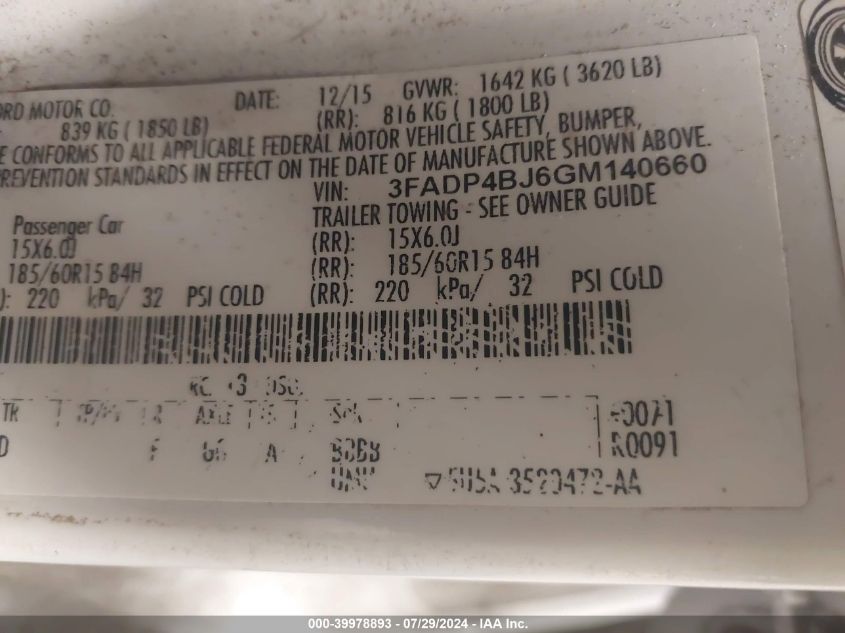 ORD MOTOR CO. DATE: 12/15 GVWR: 1642 KG ( 3620 LB)
839 KG ( 1850 LB) (RR): 816 KG ( 1800 LB)
E CONFORMS TO ALL APPLICABLE FEDERAL MOTOR VEHICLE SAFETY, BUMPER,
PREVENTION STANDARDS IN EFFECT ON THE DATE OF MANUFACTURE SHOWN ABOVE.
VIN: 3FADP4BJ6GM140660
Passenger Car TRAILER TOWING - SEE OWNER GUIDE
15X6.0J (RR): 15X6.0J
185/60R15 84H (RR): 185/60R15 84H
): 220 kPa/ 32 PSI COLD (RR): 220 kPa/ 32 PSI COLD
TR AXLE
D F A
R0091
000-39978893 / 07/29/2024 - IAA Inc.